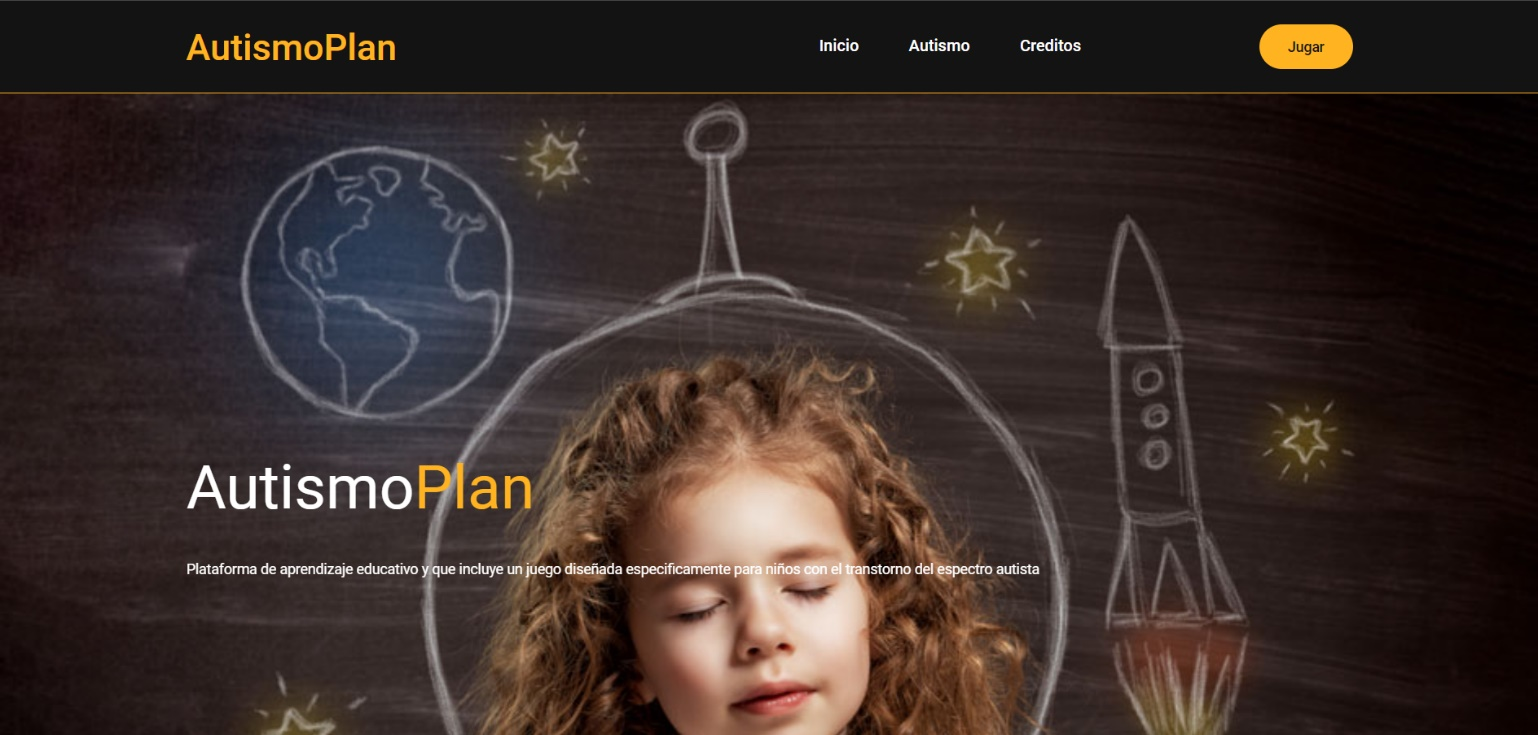 AutismoPlan
Inicio
Autismo
Creditos
Jugar
AutismoPlan
Plataforma de aprendizaje educativo y que incluye un juego diseñada especificamente para niños con el transtorno del espectro autista